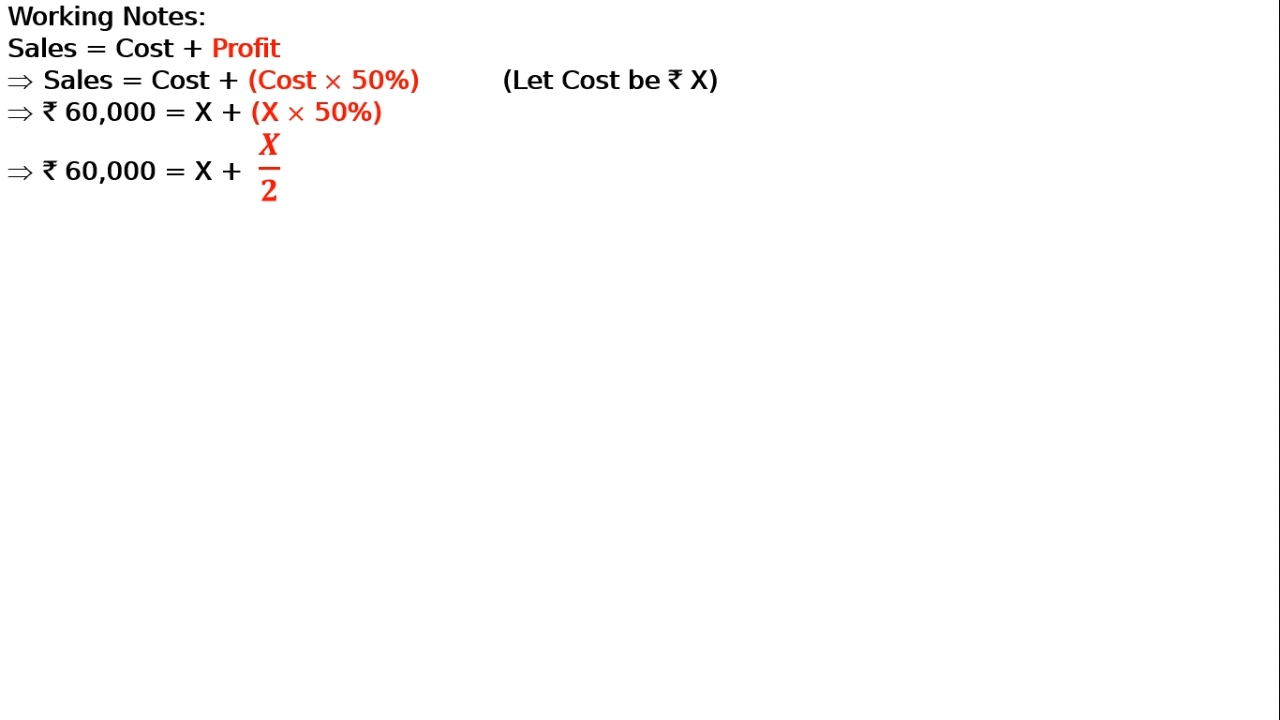 Working Notes:
Sales = Cost + Profit
⇒ Sales = Cost + (Cost × 50%) (Let Cost be ₹ X)
⇒ ₹ 60,000 = X + (X × 50%)
⇒ ₹ 60,000 = X + X/2